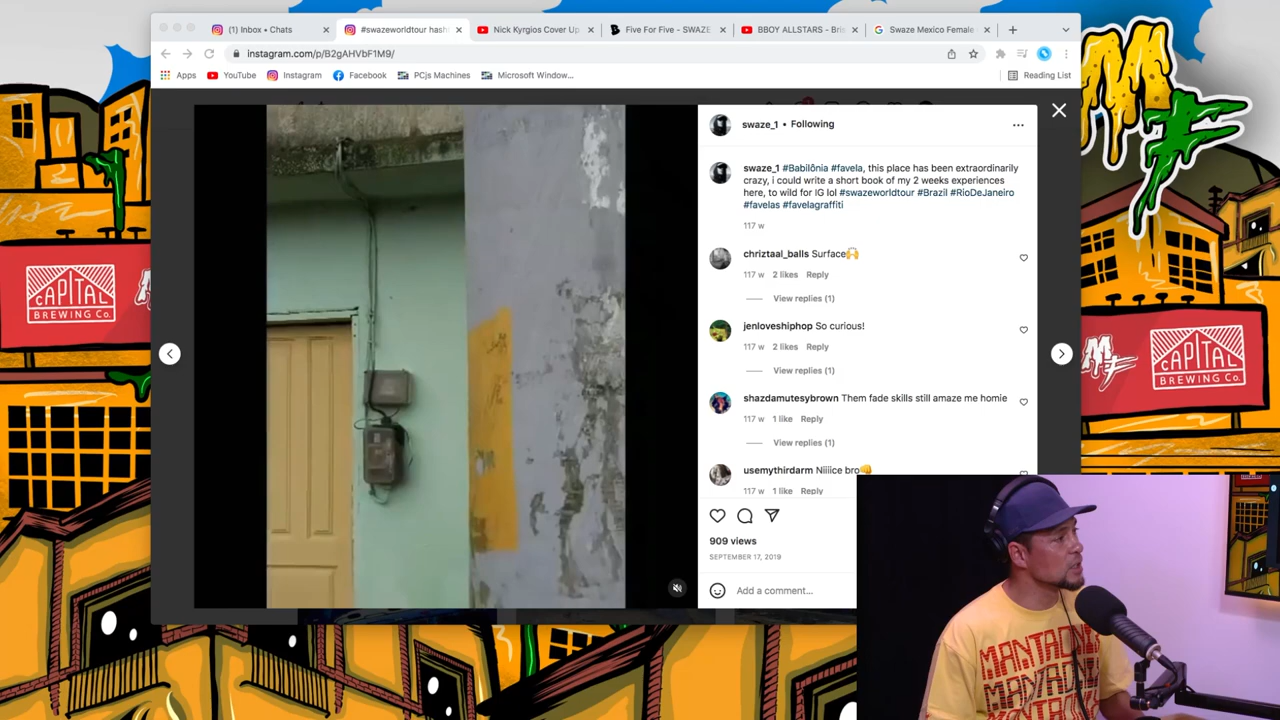 (1) Inbox • Chats
#swazeworldtour hash
Nick Kyrgios Cover Up
Five For Five - SWAZE
BBOY ALLSTARS - Bris
Swaze Mexico Female
instagram.com/p/B2gAHVbF1M9/
Apps
YouTube
Instagram
Facebook
PCjs Machines
Microsoft Window...
Reading List
swaze_1 • Following
swaze_1 #Babilônia #favela, this place has been extraordinarily
crazy, i could write a short book of my 2 weeks experiences
here, to wild for IG lol #swazeworldtour #Brazil #RioDeJaneiro
#favelas #favelagraffiti
117 w
chriztaal_balls Surface🙌
117 w 2 likes Reply
View replies (1)
jenloveshiphop So curious!
117 w 2 likes Reply
View replies (1)
shazdamutesybrown Them fade skills still amaze me homie
117 w 1 like Reply
View replies (1)
usemythirdarm Niiiice bro👊
117 w 1 like Reply
909 views
SEPTEMBER 17, 2019
Add a comment...
CAPITAL
BREWING Co.
MF
MF
CAPITAL
BREWING Co.